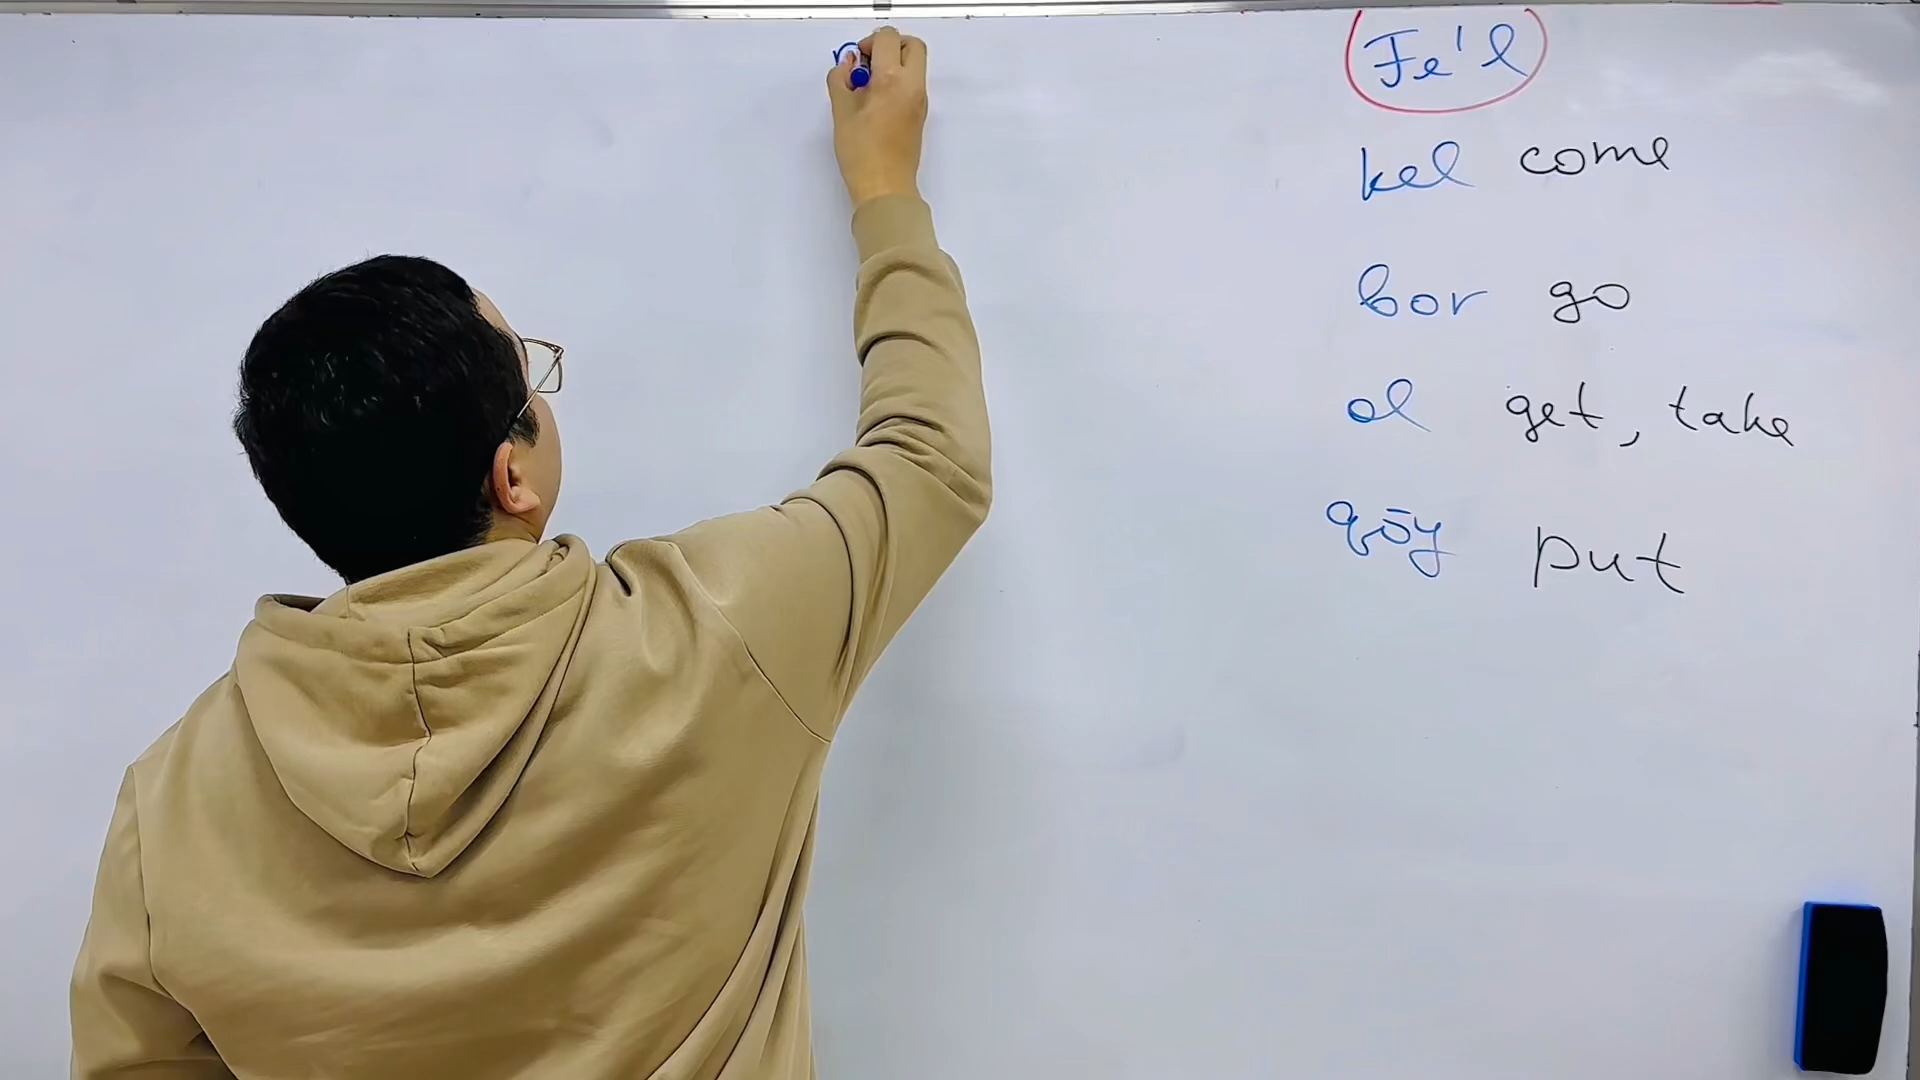 Fe'l
kel come
bor go
ol get, take
qōy put